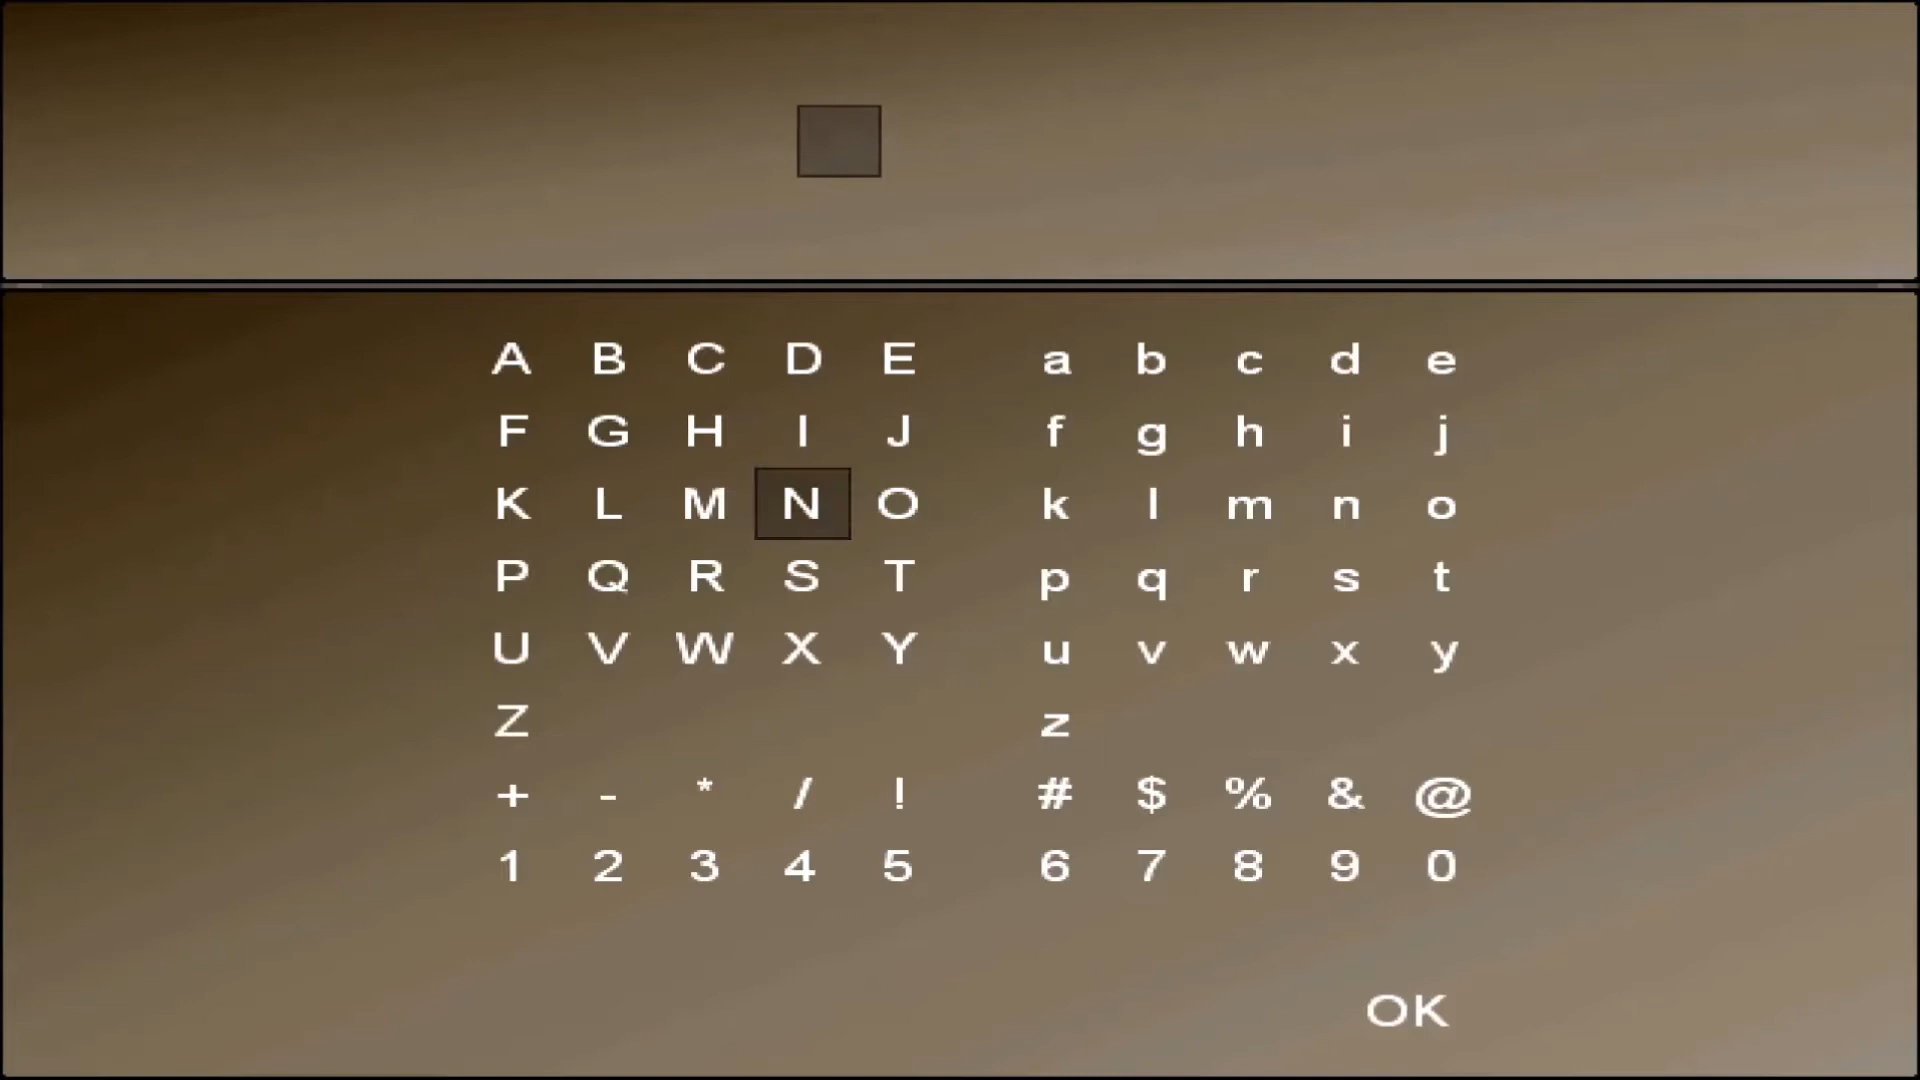 A B C D E a b c d e
F G H I J f g h i j
K L M N O k l m n o
P Q R S T p q r s t
U V W X Y u v w x y
Z z
+ - * / ! # $ % & @
1 2 3 4 5 6 7 8 9 0
OK